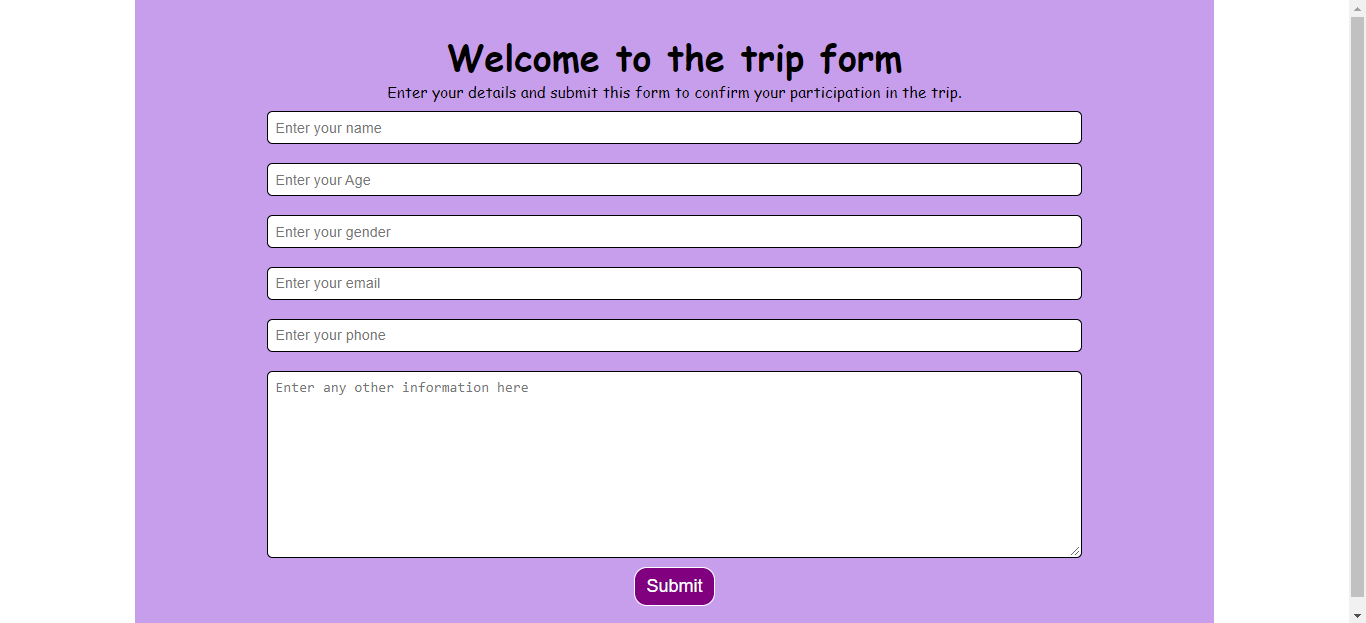 Welcome to the trip form
Enter your details and submit this form to confirm your participation in the trip.
Enter your name
Enter your Age
Enter your gender
Enter your email
Enter your phone
Enter any other information here
Submit